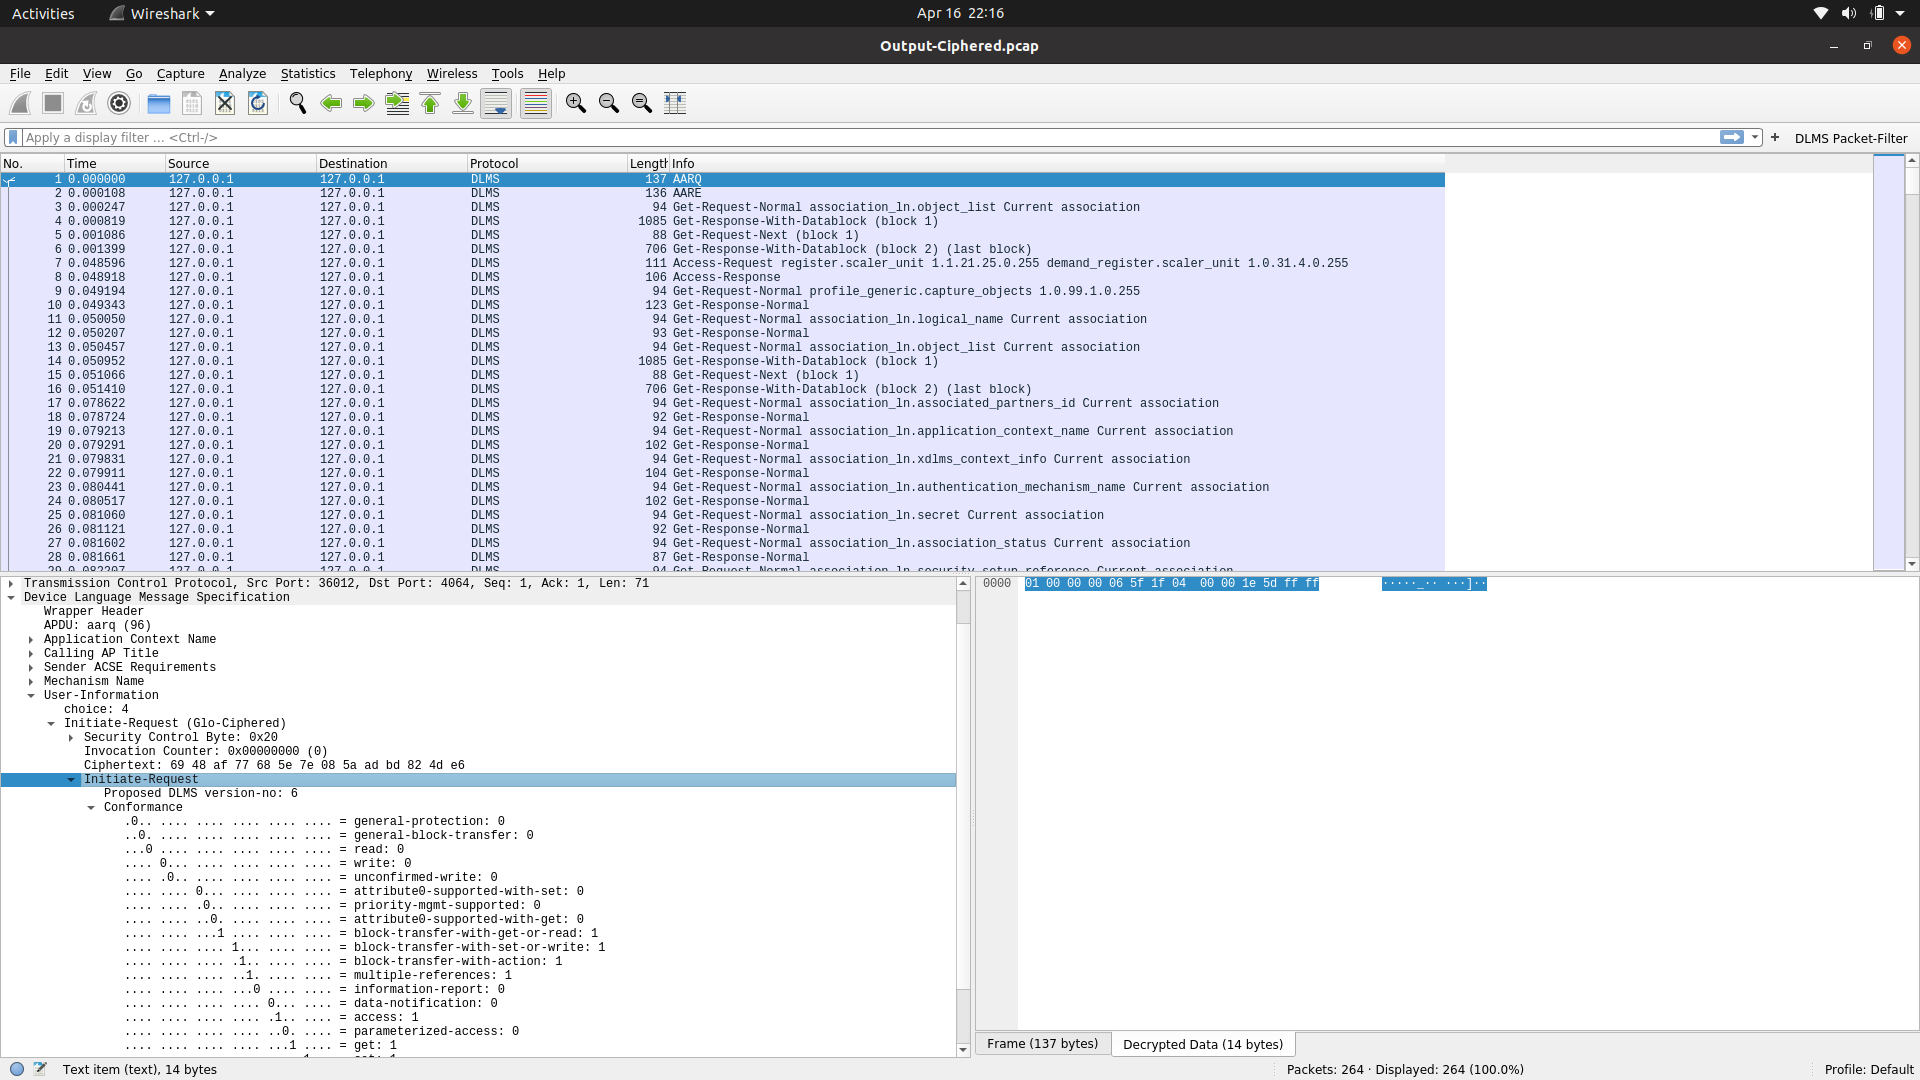 Activities Wireshark Apr 16 22:16
Output-Ciphered.pcap
File Edit View Go Capture Analyze Statistics Telephony Wireless Tools Help
Apply a display filter ... <Ctrl-/> + DLMS Packet-Filter
No. Time Source Destination Protocol Length Info
1 0.000000 127.0.0.1 127.0.0.1 DLMS 137 AARQ
2 0.000108 127.0.0.1 127.0.0.1 DLMS 136 AARE
3 0.000247 127.0.0.1 127.0.0.1 DLMS 94 Get-Request-Normal association_ln.object_list Current association
4 0.000819 127.0.0.1 127.0.0.1 DLMS 1085 Get-Response-With-Datablock (block 1)
5 0.001086 127.0.0.1 127.0.0.1 DLMS 88 Get-Request-Next (block 1)
6 0.001399 127.0.0.1 127.0.0.1 DLMS 706 Get-Response-With-Datablock (block 2) (last block)
7 0.048596 127.0.0.1 127.0.0.1 DLMS 111 Access-Request register.scaler_unit 1.1.21.25.0.255 demand_register.scaler_unit 1.0.31.4.0.255
8 0.048918 127.0.0.1 127.0.0.1 DLMS 106 Access-Response
9 0.049194 127.0.0.1 127.0.0.1 DLMS 94 Get-Request-Normal profile_generic.capture_objects 1.0.99.1.0.255
10 0.049343 127.0.0.1 127.0.0.1 DLMS 123 Get-Response-Normal
11 0.050050 127.0.0.1 127.0.0.1 DLMS 94 Get-Request-Normal association_ln.logical_name Current association
12 0.050207 127.0.0.1 127.0.0.1 DLMS 93 Get-Response-Normal
13 0.050457 127.0.0.1 127.0.0.1 DLMS 94 Get-Request-Normal association_ln.object_list Current association
14 0.050952 127.0.0.1 127.0.0.1 DLMS 1085 Get-Response-With-Datablock (block 1)
15 0.051066 127.0.0.1 127.0.0.1 DLMS 88 Get-Request-Next (block 1)
16 0.051410 127.0.0.1 127.0.0.1 DLMS 706 Get-Response-With-Datablock (block 2) (last block)
17 0.078622 127.0.0.1 127.0.0.1 DLMS 94 Get-Request-Normal association_ln.associated_partners_id Current association
18 0.078724 127.0.0.1 127.0.0.1 DLMS 92 Get-Response-Normal
19 0.079213 127.0.0.1 127.0.0.1 DLMS 94 Get-Request-Normal association_ln.application_context_name Current association
20 0.079291 127.0.0.1 127.0.0.1 DLMS 102 Get-Response-Normal
21 0.079831 127.0.0.1 127.0.0.1 DLMS 94 Get-Request-Normal association_ln.xdlms_context_info Current association
22 0.079911 127.0.0.1 127.0.0.1 DLMS 104 Get-Response-Normal
23 0.080441 127.0.0.1 127.0.0.1 DLMS 94 Get-Request-Normal association_ln.authentication_mechanism_name Current association
24 0.080517 127.0.0.1 127.0.0.1 DLMS 102 Get-Response-Normal
25 0.081060 127.0.0.1 127.0.0.1 DLMS 94 Get-Request-Normal association_ln.secret Current association
26 0.081121 127.0.0.1 127.0.0.1 DLMS 92 Get-Response-Normal
27 0.081602 127.0.0.1 127.0.0.1 DLMS 94 Get-Request-Normal association_ln.association_status Current association
28 0.081661 127.0.0.1 127.0.0.1 DLMS 87 Get-Response-Normal
29 0.082207 127.0.0.1 127.0.0.1 DLMS 94 Get-Request-Normal association_ln.security_setup_reference Current association
Transmission Control Protocol, Src Port: 36012, Dst Port: 4064, Seq: 1, Ack: 1, Len: 71
Device Language Message Specification
Wrapper Header
APDU: aarq (96)
Application Context Name
Calling AP Title
Sender ACSE Requirements
Mechanism Name
User-Information
choice: 4
Initiate-Request (Glo-Ciphered)
Security Control Byte: 0x20
Invocation Counter: 0x00000000 (0)
Ciphertext: 69 48 af 77 68 5e 7e 08 5a ad bd 82 4d e6
Initiate-Request
Proposed DLMS version-no: 6
Conformance
.0.. .... .... .... .... .... = general-protection: 0
..0. .... .... .... .... .... = general-block-transfer: 0
...0 .... .... .... .... .... = read: 0
.... 0... .... .... .... .... = write: 0
.... .0.. .... .... .... .... = unconfirmed-write: 0
.... .... 0... .... .... .... = attribute0-supported-with-set: 0
.... .... .0.. .... .... .... = priority-mgmt-supported: 0
.... .... ..0. .... .... .... = attribute0-supported-with-get: 0
.... .... ...1 .... .... .... = block-transfer-with-get-or-read: 1
.... .... .... 1... .... .... = block-transfer-with-set-or-write: 1
.... .... .... .1.. .... .... = block-transfer-with-action: 1
.... .... .... ..1. .... .... = multiple-references: 1
.... .... .... ...0 .... .... = information-report: 0
.... .... .... .... 0... .... = data-notification: 0
.... .... .... .... .1.. .... = access: 1
.... .... .... .... ..0. .... = parameterized-access: 0
.... .... .... .... ...1 .... = get: 1
0000 01 00 00 00 06 5f 1f 04 00 00 1e 5d ff ff ·····_·· ···]··
Frame (137 bytes) Decrypted Data (14 bytes)
Text item (text), 14 bytes Packets: 264 · Displayed: 264 (100.0%) Profile: Default